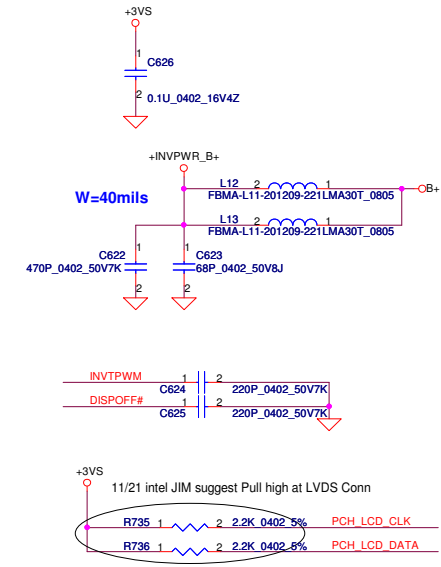 +3VS
1
C626
2 0.1U_0402_16V4Z
+INVPWR_B+
W=40mils
L12 2 1
FBMA-L11-201209-221LMA30T_0805
B+
L13 2 1
FBMA-L11-201209-221LMA30T_0805
1 1
C622 C623
470P_0402_50V7K 68P_0402_50V8J
2 2
INVTPWM 1 2
C624 220P_0402_50V7K
DISPOFF# 1 2
C625 220P_0402_50V7K
+3VS
11/21 intel JIM suggest Pull high at LVDS Conn
R735 1 2 2.2K_0402_5% PCH_LCD_CLK
R736 1 2 2.2K_0402_5% PCH_LCD_DATA